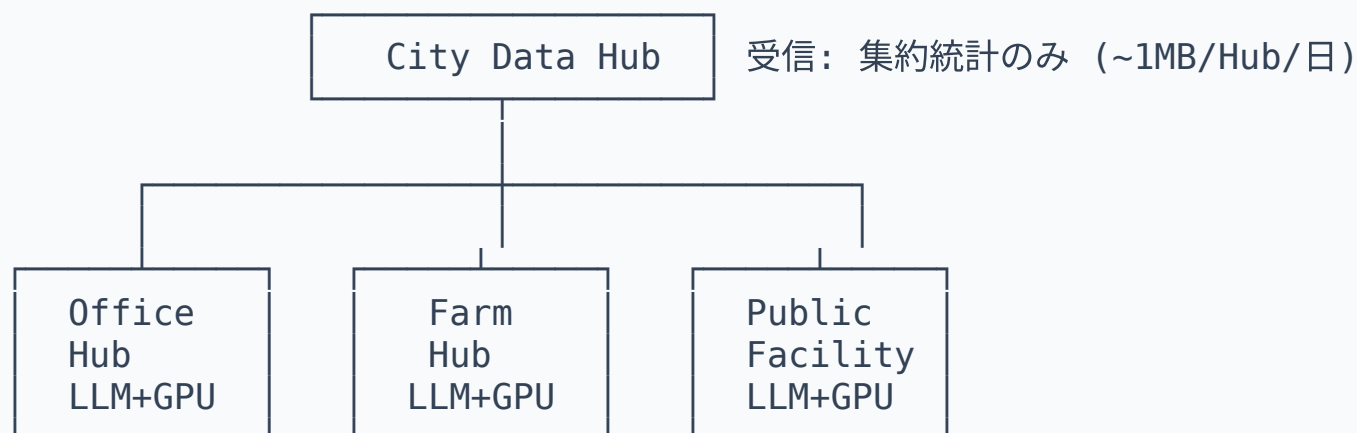 City Data Hub 受信: 集約統計のみ (~1MB/Hub/日)
Office Farm Public
Hub Hub Facility
LLM+GPU LLM+GPU LLM+GPU